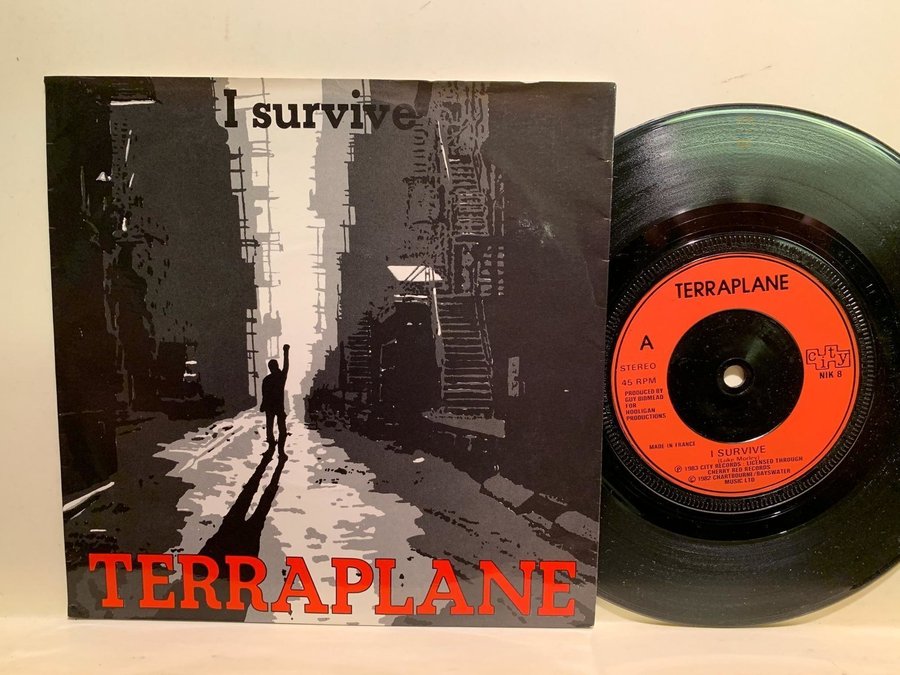 I survive
TERRAPLANE
TERRAPLANE
A
STEREO
45 RPM
PRODUCED BY
GUY BIDMEAD
FOR
HOOLIGAN
PRODUCTIONS
city
NIK 8
MADE IN FRANCE
I SURVIVE
(Luke Morley)
℗ 1983 CITY RECORDS · LICENSED THROUGH
CHERRY RED RECORDS
© 1982 CHARTBOURNE/BAYSWATER
MUSIC LTD